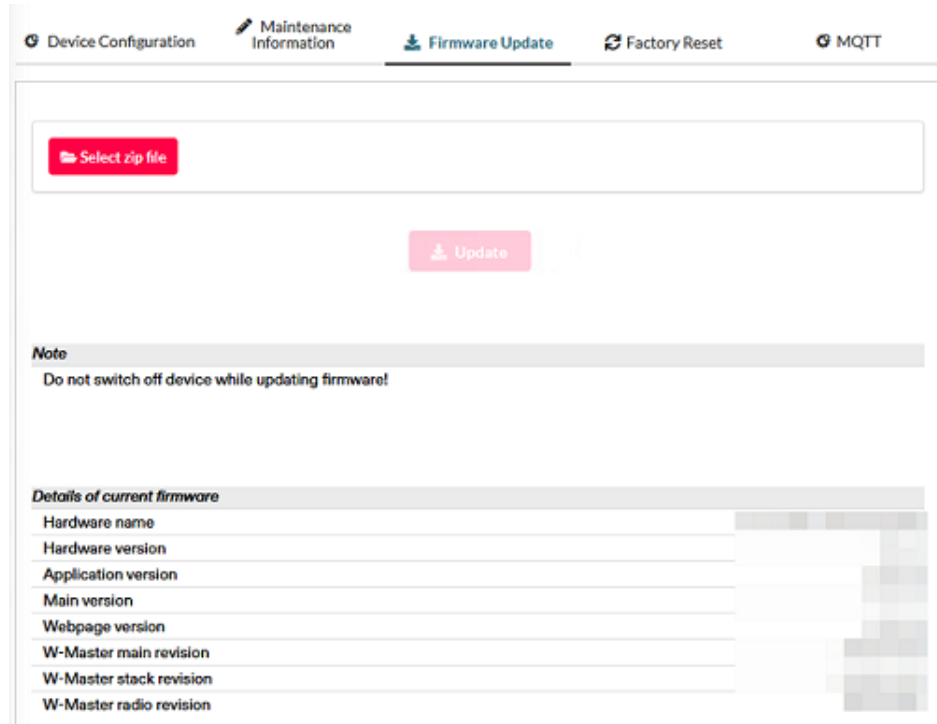 Device Configuration
Maintenance
Information
Firmware Update
Factory Reset
MQTT
Select zip file
Update
Note
Do not switch off device while updating firmware!
Details of current firmware
Hardware name
Hardware version
Application version
Main version
Webpage version
W-Master main revision
W-Master stack revision
W-Master radio revision